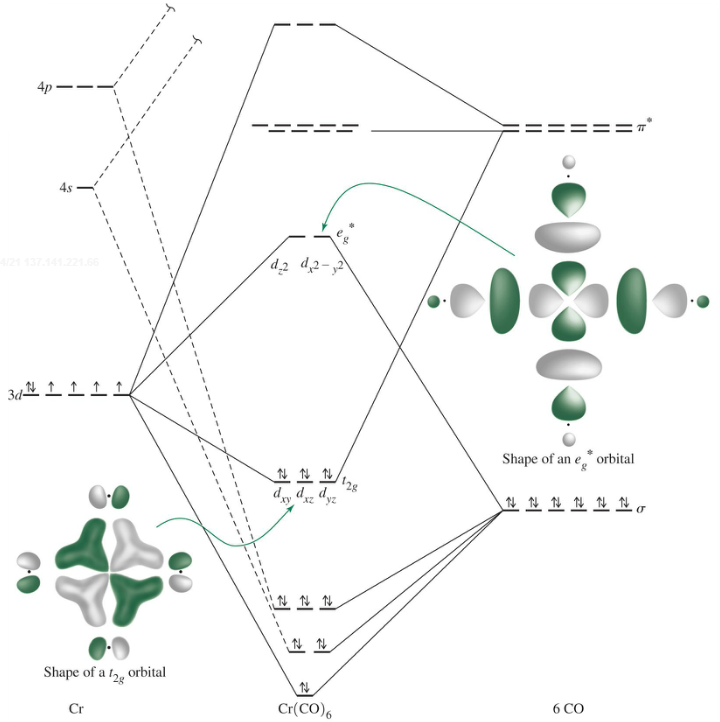 4p
π*
4s
e_g*
d_z² d_x²−y²
3d
Shape of an e_g* orbital
t_2g
d_xy d_xz d_yz
σ
Shape of a t_2g orbital
Cr
Cr(CO)₆
6 CO